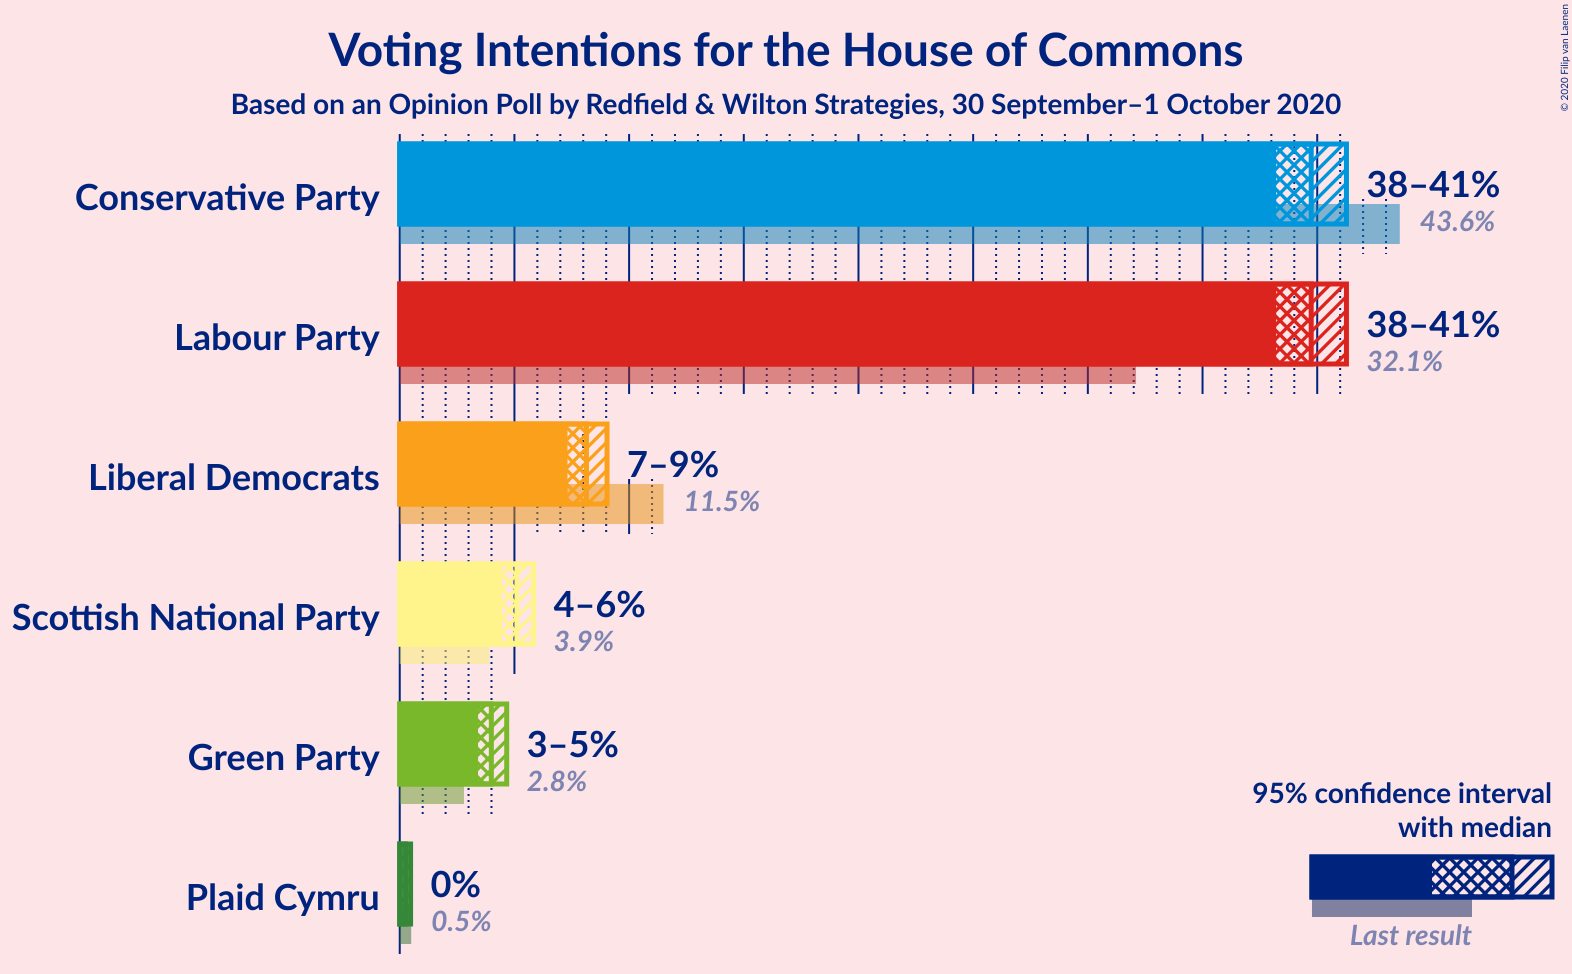 Voting Intentions for the House of Commons
Based on an Opinion Poll by Redfield & Wilton Strategies, 30 September–1 October 2020
© 2020 Filip van Laenen
Conservative Party
38–41%
43.6%
Labour Party
38–41%
32.1%
Liberal Democrats
7–9%
11.5%
Scottish National Party
4–6%
3.9%
Green Party
3–5%
2.8%
Plaid Cymru
0%
0.5%
95% confidence interval
with median
Last result